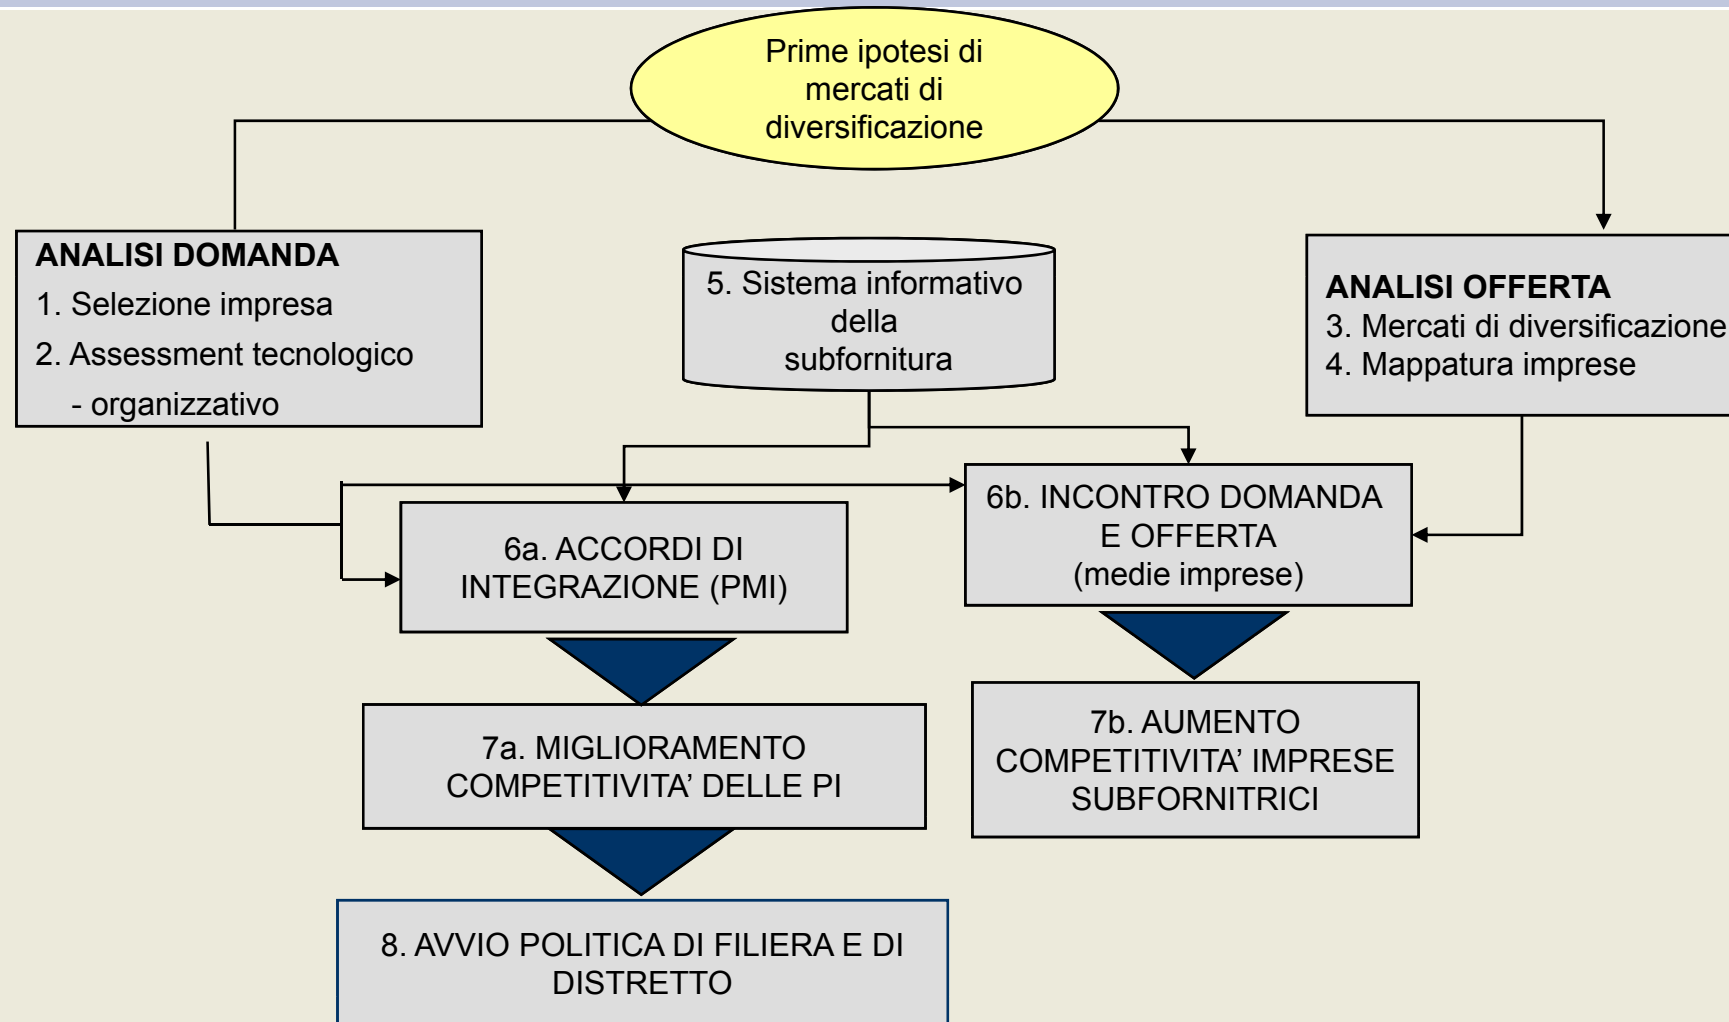 Prime ipotesi di
mercati di
diversificazione
ANALISI DOMANDA
1. Selezione impresa
2. Assessment tecnologico
- organizzativo
5. Sistema informativo
della
subfornitura
ANALISI OFFERTA
3. Mercati di diversificazione
4. Mappatura imprese
6a. ACCORDI DI
INTEGRAZIONE (PMI)
6b. INCONTRO DOMANDA
E OFFERTA
(medie imprese)
7a. MIGLIORAMENTO
COMPETITIVITA’ DELLE PI
7b. AUMENTO
COMPETITIVITA’ IMPRESE
SUBFORNITRICI
8. AVVIO POLITICA DI FILIERA E DI
DISTRETTO